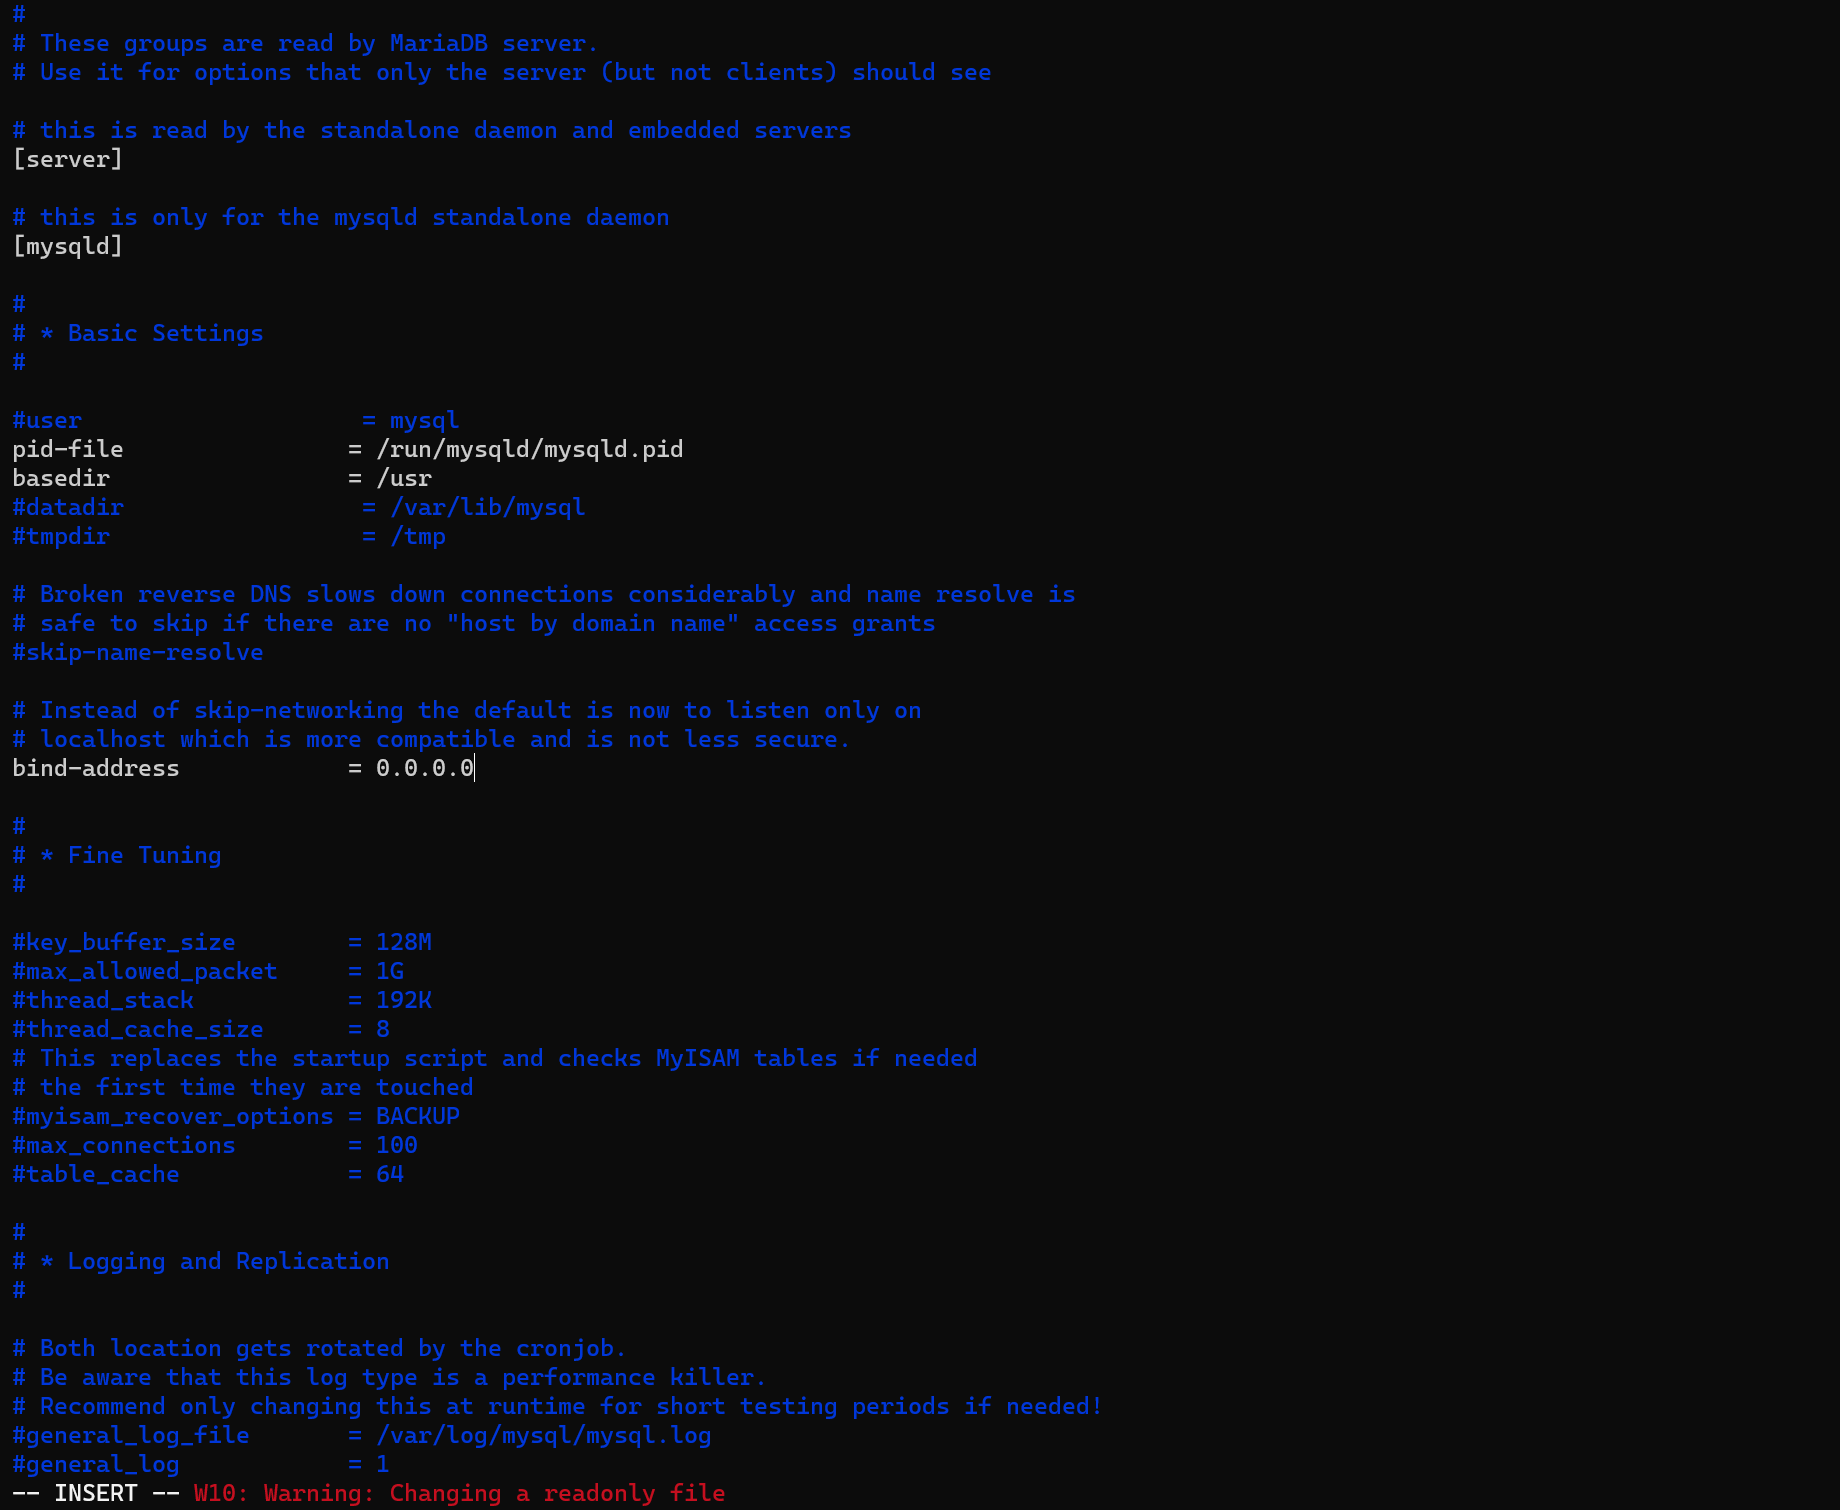 #
# These groups are read by MariaDB server.
# Use it for options that only the server (but not clients) should see

# this is read by the standalone daemon and embedded servers
[server]

# this is only for the mysqld standalone daemon
[mysqld]

#
# * Basic Settings
#

#user                    = mysql
pid-file                = /run/mysqld/mysqld.pid
basedir                 = /usr
#datadir                 = /var/lib/mysql
#tmpdir                  = /tmp

# Broken reverse DNS slows down connections considerably and name resolve is
# safe to skip if there are no "host by domain name" access grants
#skip-name-resolve

# Instead of skip-networking the default is now to listen only on
# localhost which is more compatible and is not less secure.
bind-address            = 0.0.0.0

#
# * Fine Tuning
#

#key_buffer_size        = 128M
#max_allowed_packet     = 1G
#thread_stack           = 192K
#thread_cache_size      = 8
# This replaces the startup script and checks MyISAM tables if needed
# the first time they are touched
#myisam_recover_options = BACKUP
#max_connections        = 100
#table_cache            = 64

#
# * Logging and Replication
#

# Both location gets rotated by the cronjob.
# Be aware that this log type is a performance killer.
# Recommend only changing this at runtime for short testing periods if needed!
#general_log_file       = /var/log/mysql/mysql.log
#general_log            = 1
-- INSERT -- W10: Warning: Changing a readonly file